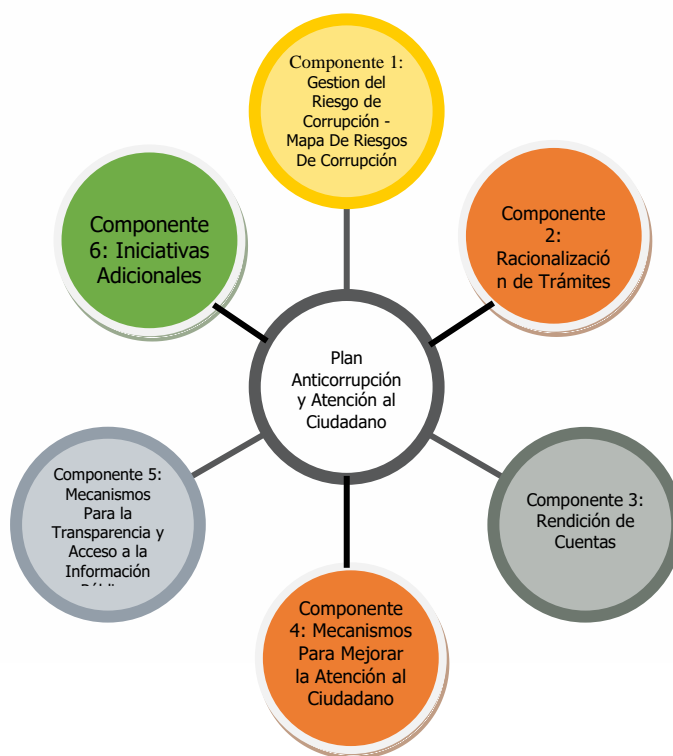 Componente 1:
Gestion del
Riesgo de
Corrupción -
Mapa De Riesgos
De Corrupción
Componente
2:
Racionalizació
n de Trámites
Componente 3:
Rendición de
Cuentas
Componente
4: Mecanismos
Para Mejorar
la Atención al
Ciudadano
Componente 5:
Mecanismos
Para la
Transparencia y
Acceso a la
Información
Componente
6: Iniciativas
Adicionales
Plan
Anticorrupción
y Atención al
Ciudadano